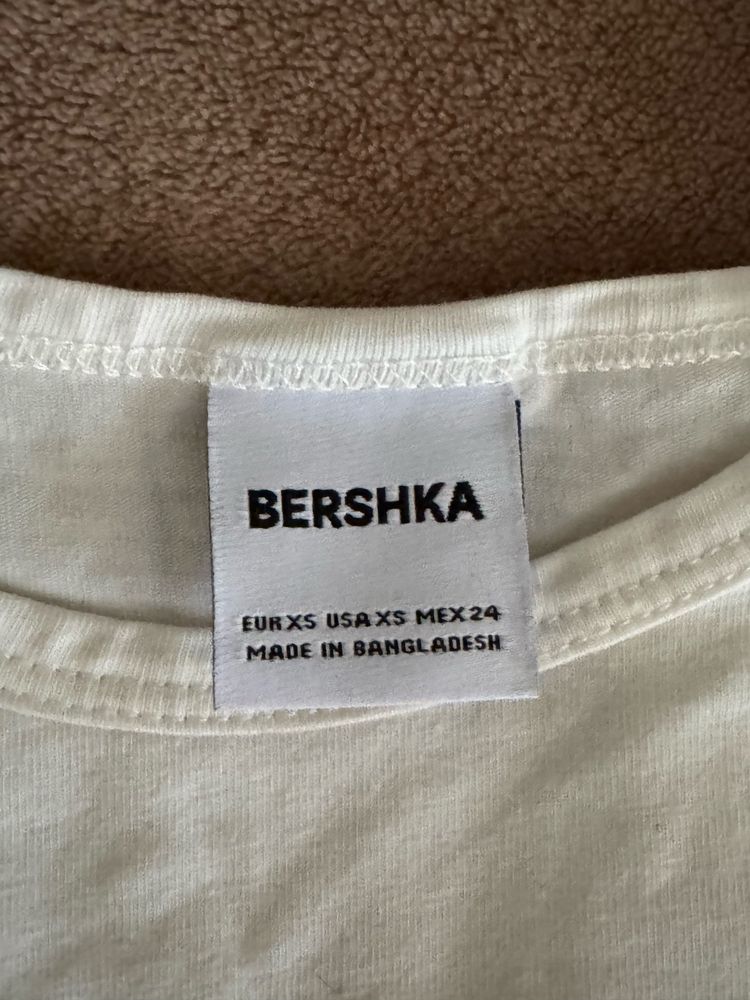 BERSHKA
EUR XS USA XS MEX 24
MADE IN BANGLADESH